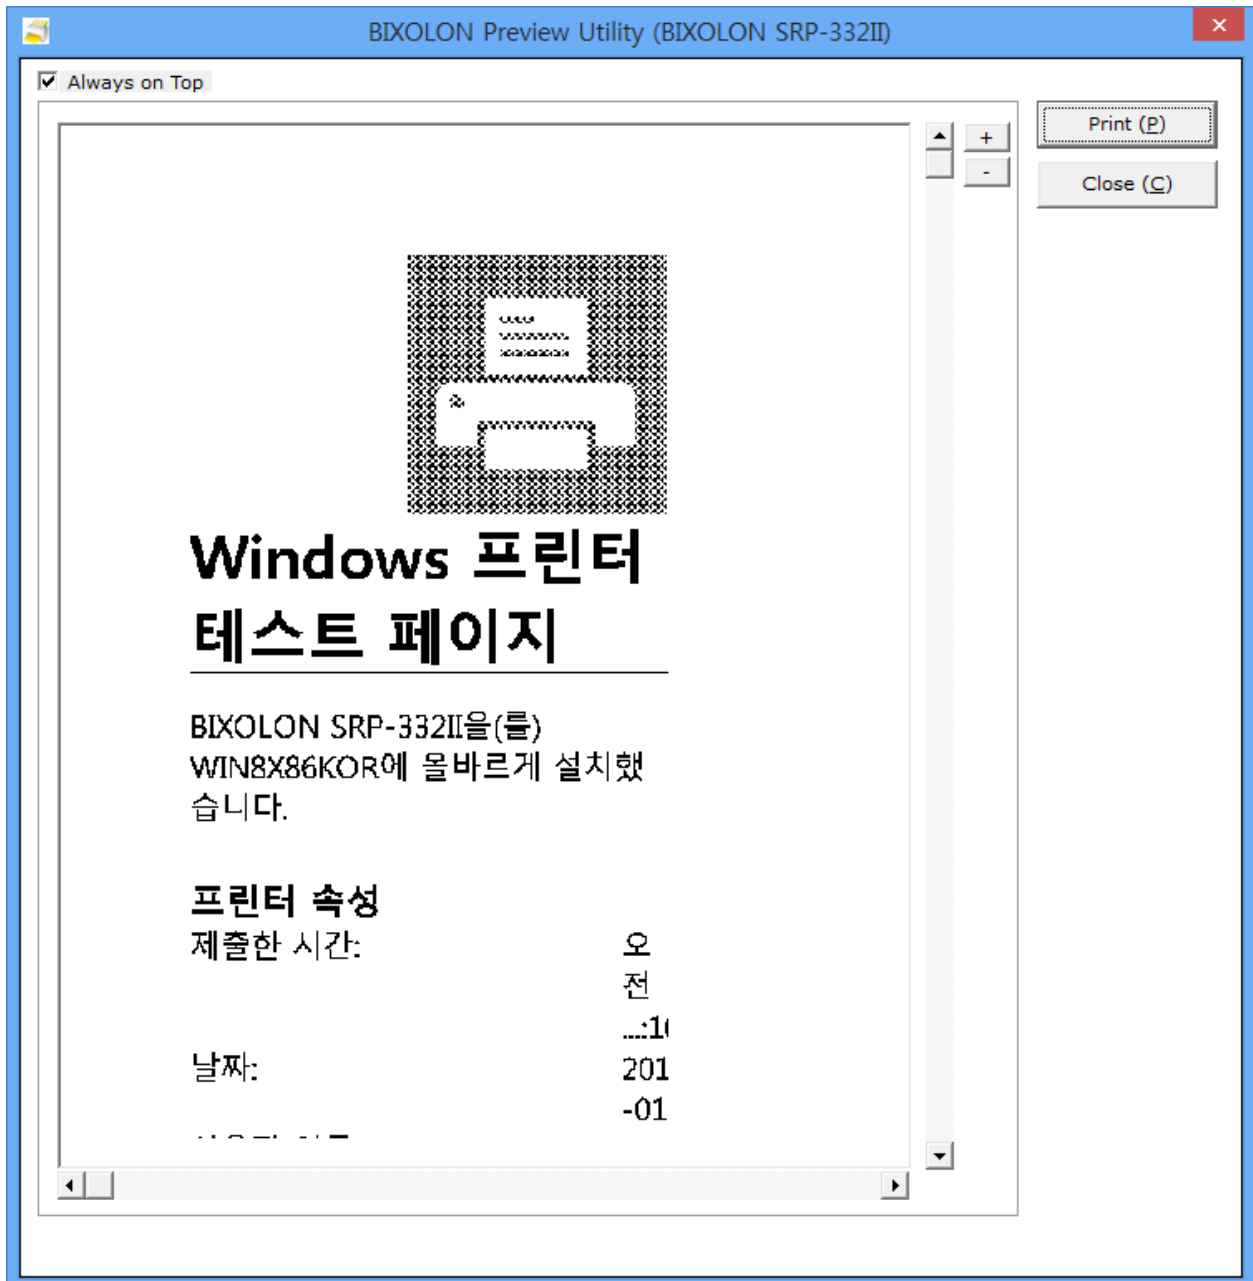 BIXOLON Preview Utility (BIXOLON SRP-332II)
Always on Top
Print (P)
Close (C)
+
-
Windows 프린터
테스트 페이지
BIXOLON SRP-332II을(를)
WIN8X86KOR에 올바르게 설치했
습니다.
프린터 속성
제출한 시간: 오
전
...:1
날짜: 201
-01